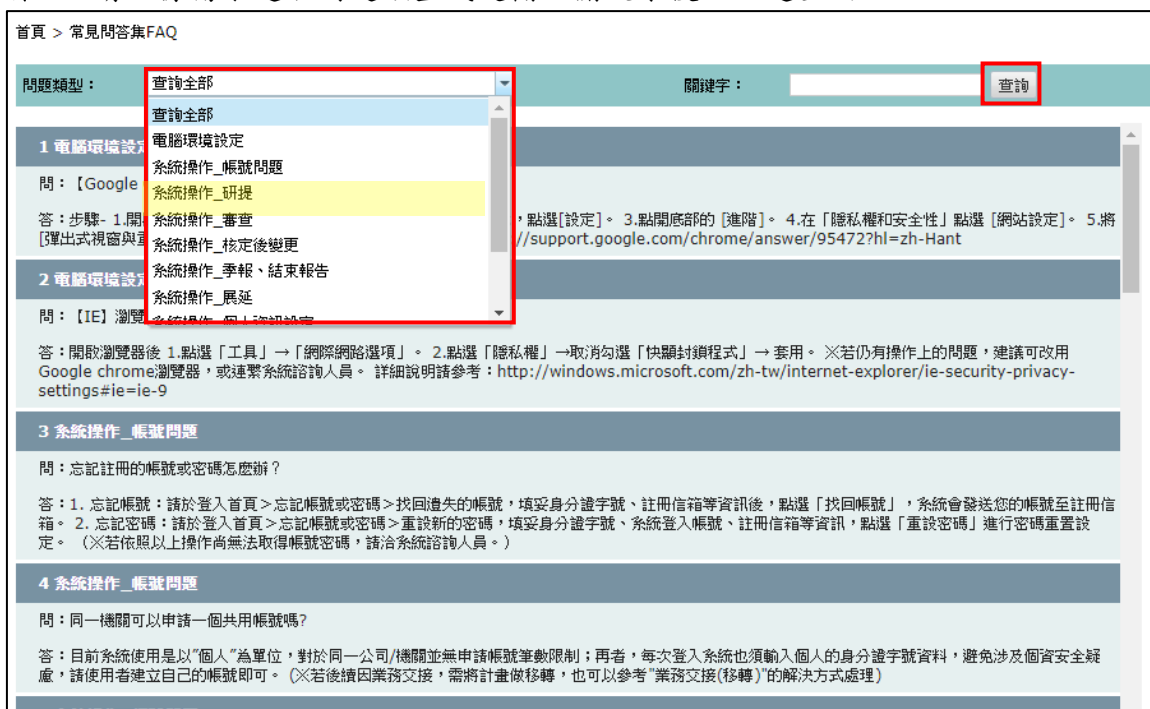 首頁 > 常見問答集FAQ
問題類型：
查詢全部
關鍵字：
查詢
查詢全部
電腦環境設定
系統操作_帳號問題
系統操作_研提
系統操作_審查
系統操作_核定後變更
系統操作_季報、結束報告
系統操作_展延
1 電腦環境設定
問：【Google
答：步驟- 1.開
，點選[設定]。 3.點開底部的 [進階]。 4.在「隱私權和安全性」點選 [網站設定]。 5.將
[彈出式視窗與重
//support.google.com/chrome/answer/95472?hl=zh-Hant
2 電腦環境設定
問：【IE】瀏覽
答：開啟瀏覽器後 1.點選「工具」→「網際網路選項」。 2.點選「隱私權」→取消勾選「快顯封鎖程式」→ 套用。 ※若仍有操作上的問題，建議可改用
Google chrome瀏覽器，或連繫系統諮詢人員。 詳細說明請參考：http://windows.microsoft.com/zh-tw/internet-explorer/ie-security-privacy-
settings#ie=ie-9
3 系統操作_帳號問題
問：忘記註冊的帳號或密碼怎麼辦？
答：1. 忘記帳號：請於登入首頁>忘記帳號或密碼>找回遺失的帳號，填妥身分證字號、註冊信箱等資訊後，點選「找回帳號」，系統會發送您的帳號至註冊信
箱。 2. 忘記密碼：請於登入首頁>忘記帳號或密碼>重設新的密碼，填妥身分證字號、系統登入帳號、註冊信箱等資訊，點選「重設密碼」進行密碼重置設
定。 （※若依照以上操作尚無法取得帳號密碼，請洽系統諮詢人員。）
4 系統操作_帳號問題
問：同一機關可以申請一個共用帳號嗎?
答：目前系統使用是以"個人"為單位，對於同一公司/機關並無申請帳號筆數限制；再者，每次登入系統也須輸入個人的身分證字號資料，避免涉及個資安全疑
慮，請使用者建立自己的帳號即可。 (※若後續因業務交接，需將計畫做移轉，也可以參考"業務交接(移轉)"的解決方式處理)